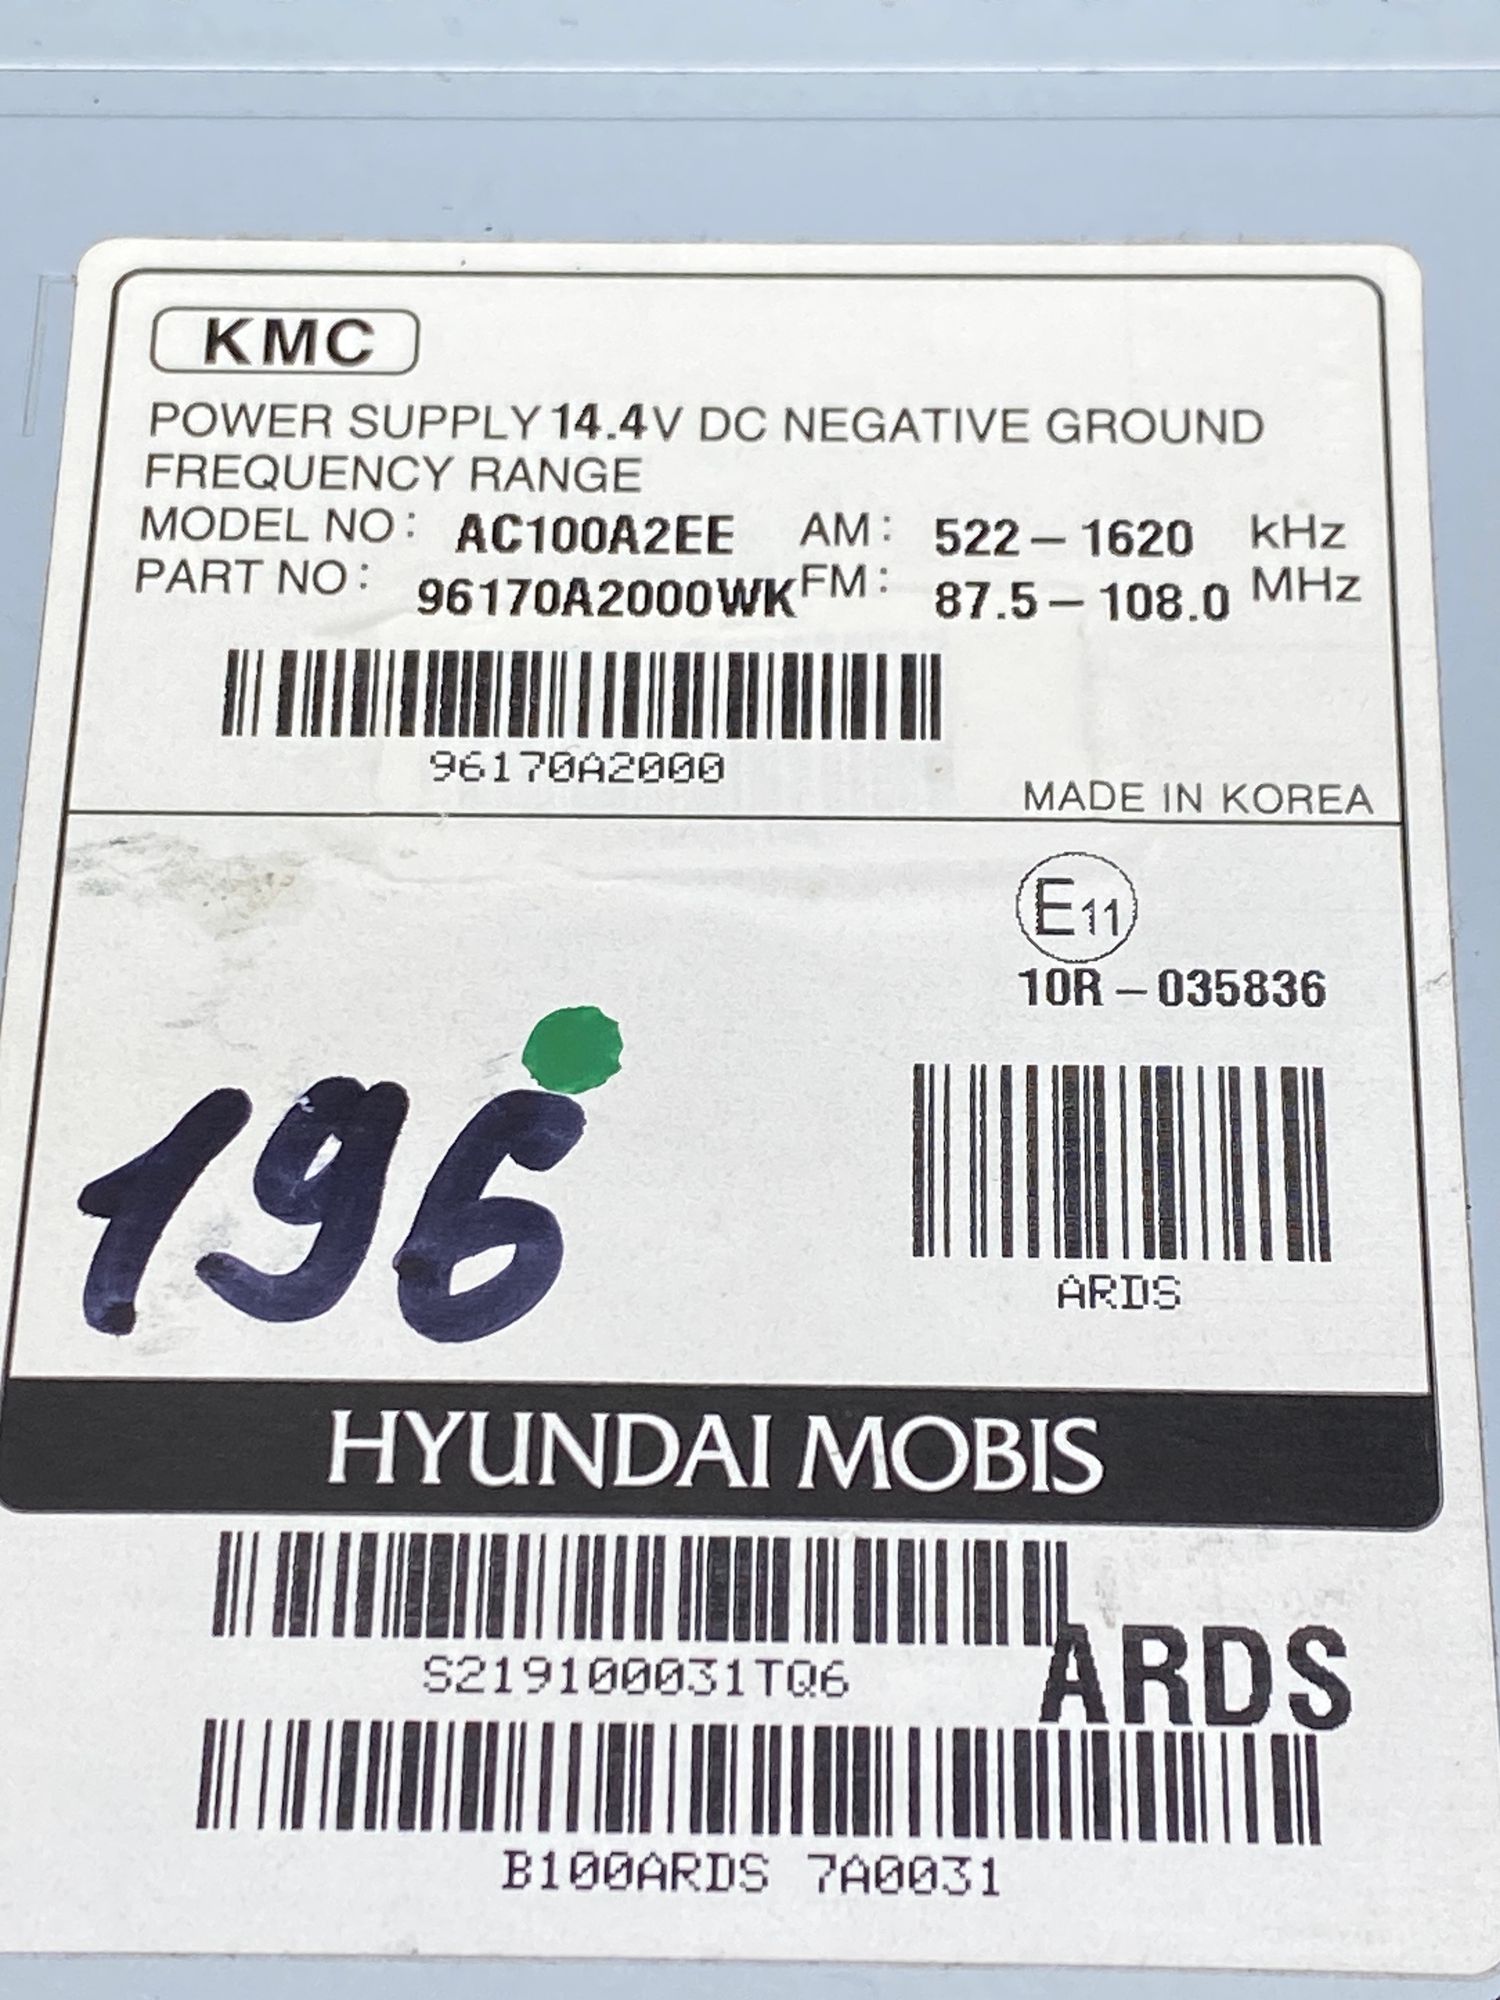 KMC
POWER SUPPLY 14.4V DC NEGATIVE GROUND
FREQUENCY RANGE
MODEL NO: AC100A2EE AM: 522-1620 kHz
PART NO: 96170A2000WK FM: 87.5-108.0 MHz
96170A2000
MADE IN KOREA
E11
10R-035836
196
ARDS
HYUNDAI MOBIS
S219100031TQ6
ARDS
B100ARDS 7A0031